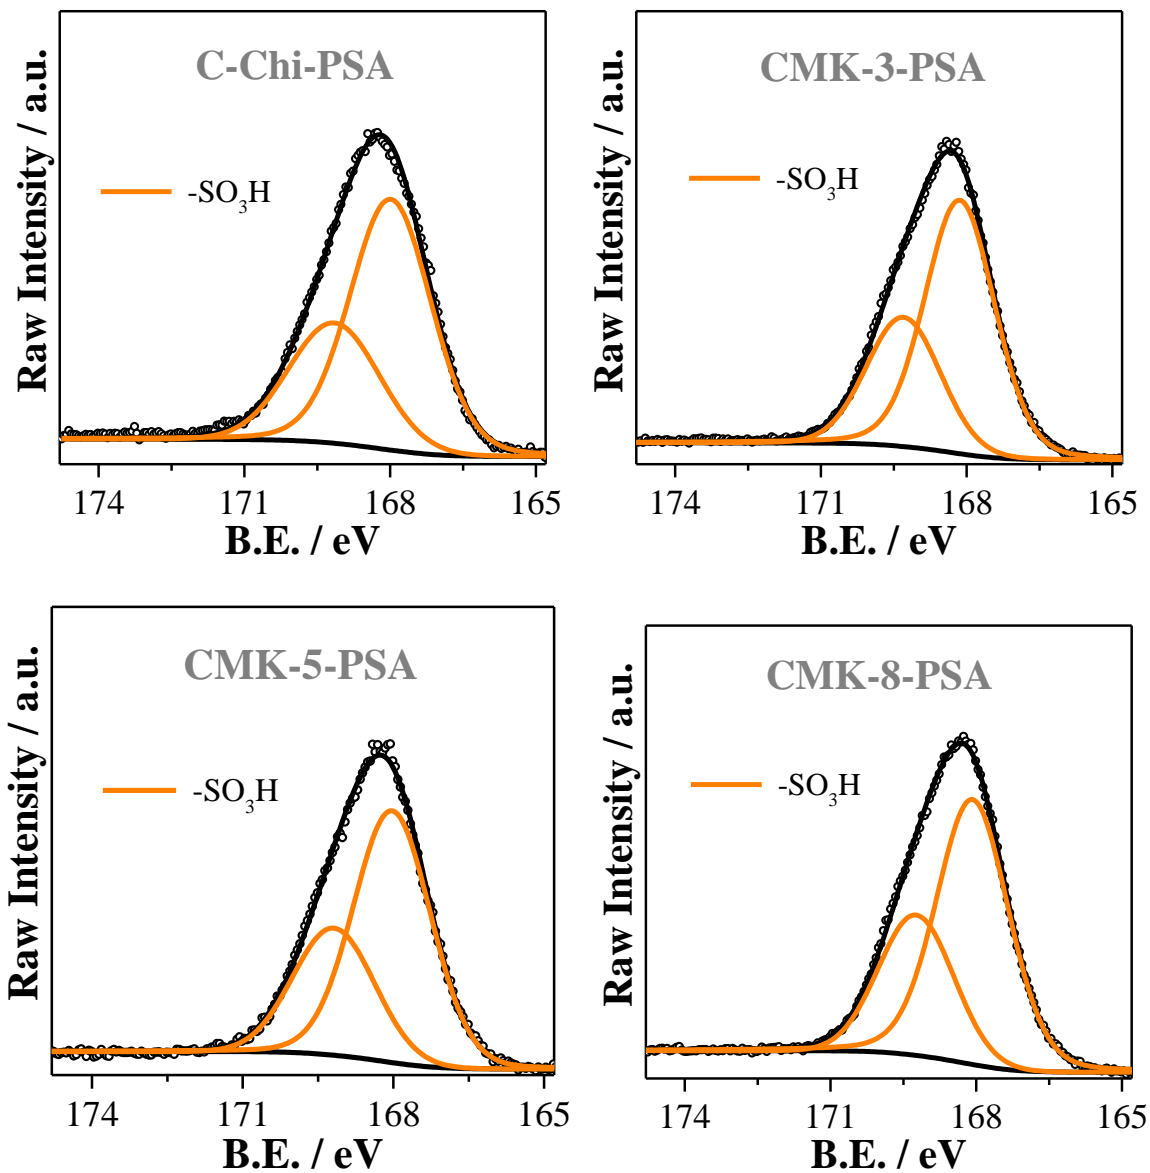 C-Chi-PSA
-SO₃H
Raw Intensity / a.u.
174 171 168 165
B.E. / eV
CMK-3-PSA
-SO₃H
Raw Intensity / a.u.
174 171 168 165
B.E. / eV
CMK-5-PSA
-SO₃H
Raw Intensity / a.u.
174 171 168 165
B.E. / eV
CMK-8-PSA
-SO₃H
Raw Intensity / a.u.
174 171 168 165
B.E. / eV